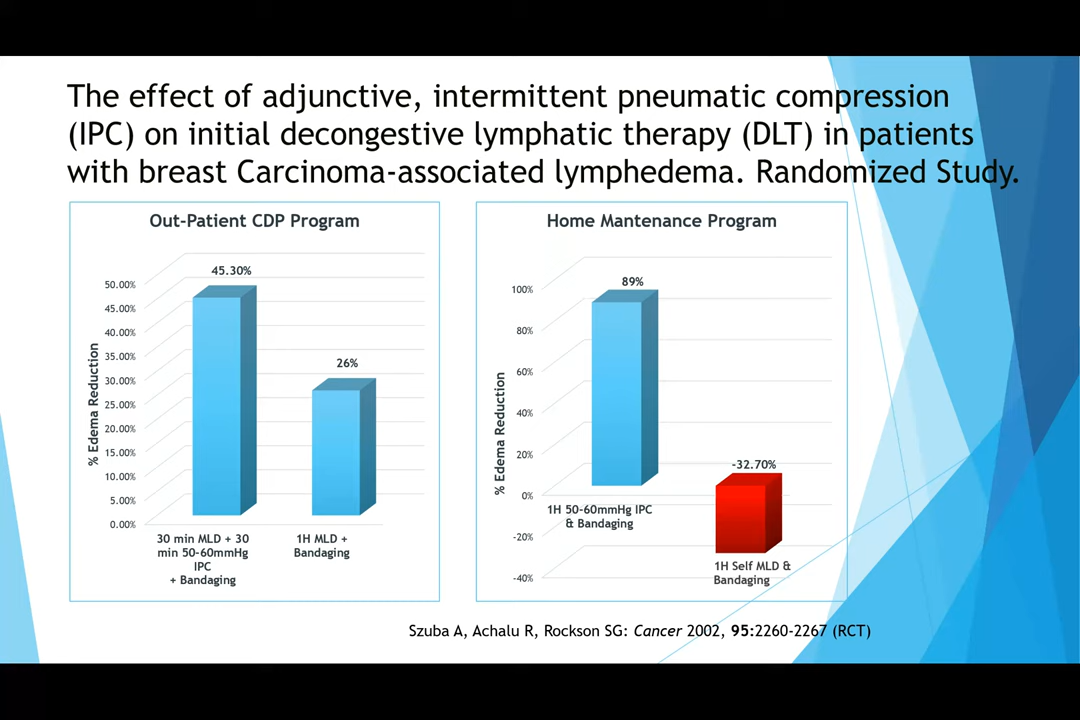 The effect of adjunctive, intermittent pneumatic compression
(IPC) on initial decongestive lymphatic therapy (DLT) in patients
with breast Carcinoma-associated lymphedema. Randomized Study.
Out-Patient CDP Program
45.30%
26%
50.00%
45.00%
40.00%
35.00%
30.00%
25.00%
20.00%
15.00%
10.00%
5.00%
0.00%
% Edema Reduction
30 min MLD + 30
min 50-60mmHg
IPC
+ Bandaging
1H MLD +
Bandaging
Home Mantenance Program
89%
-32.70%
100%
80%
60%
40%
20%
0%
-20%
-40%
% Edema Reduction
1H 50-60mmHg IPC
& Bandaging
1H Self MLD &
Bandaging
Szuba A, Achalu R, Rockson SG: Cancer 2002, 95:2260-2267 (RCT)